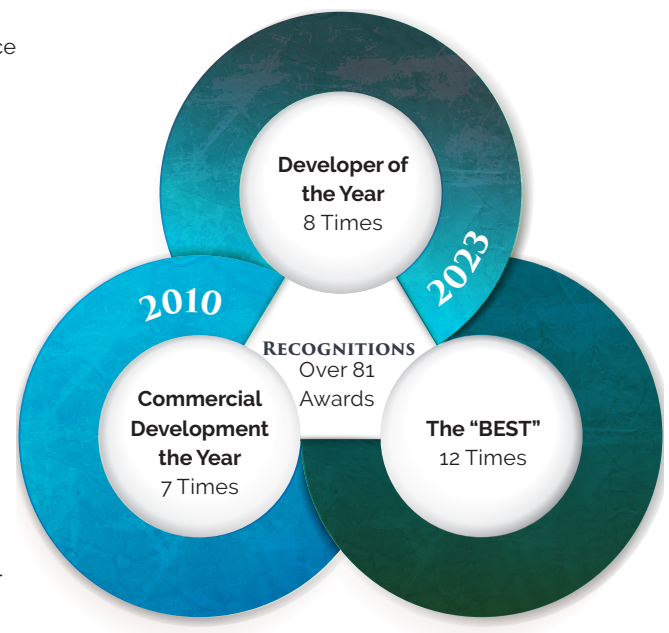 ce
Developer of
the Year
8 Times
2023
2010
RECOGNITIONS
Over 81
Awards
Commercial
Development
the Year
7 Times
The “BEST”
12 Times